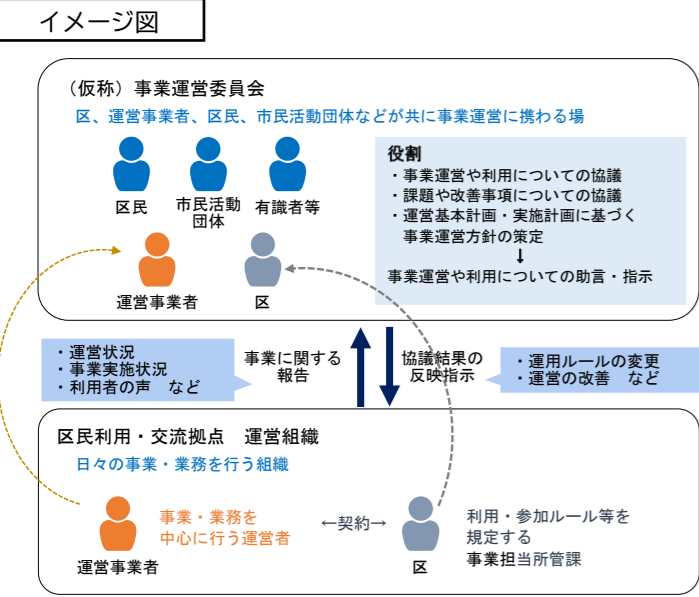 イメージ図
（仮称）事業運営委員会
区、運営事業者、区民、市民活動団体などが共に事業運営に携わる場
区民
市民活動
団体
有識者等
運営事業者
区
役割
・事業運営や利用についての協議
・課題や改善事項についての協議
・運営基本計画・実施計画に基づく
事業運営方針の策定
↓
事業運営や利用についての助言・指示
・運営状況
・事業実施状況
・利用者の声　など
事業に関する
報告
協議結果の
反映指示
・運用ルールの変更
・運営の改善　など
区民利用・交流拠点　運営組織
日々の事業・業務を行う組織
運営事業者
事業・業務を
中心に行う運営者
←契約→
区
利用・参加ルール等を
規定する
事業担当所管課